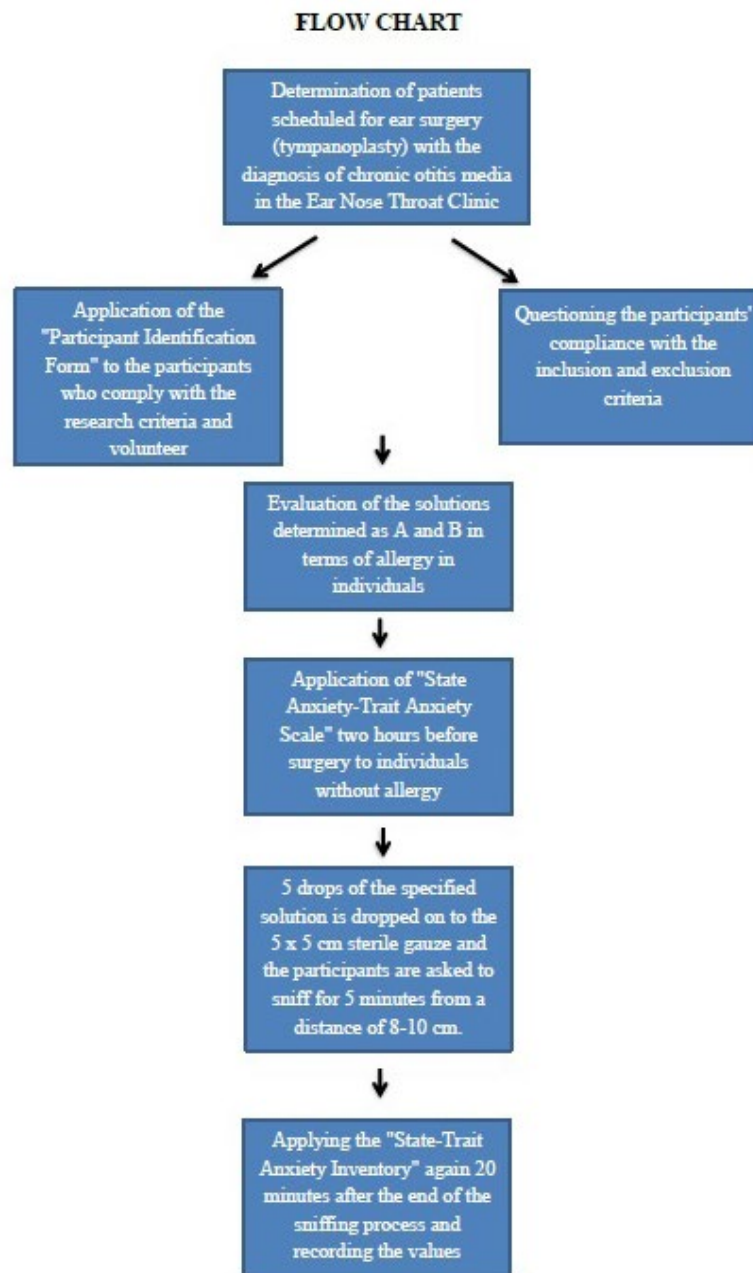 FLOW CHART
Determination of patients
scheduled for ear surgery
(tympanoplasty) with the
diagnosis of chronic otitis media
in the Ear Nose Throat Clinic
Application of the
"Participant Identification
Form" to the participants
who comply with the
research criteria and
volunteer
Questioning the participants'
compliance with the
inclusion and exclusion
criteria
Evaluation of the solutions
determined as A and B in
terms of allergy in
individuals
Application of "State
Anxiety-Trait Anxiety
Scale" two hours before
surgery to individuals
without allergy
5 drops of the specified
solution is dropped on to the
5 x 5 cm sterile gauze and
the participants are asked to
sniff for 5 minutes from a
distance of 8-10 cm.
Applying the "State-Trait
Anxiety Inventory" again 20
minutes after the end of the
sniffing process and
recording the values